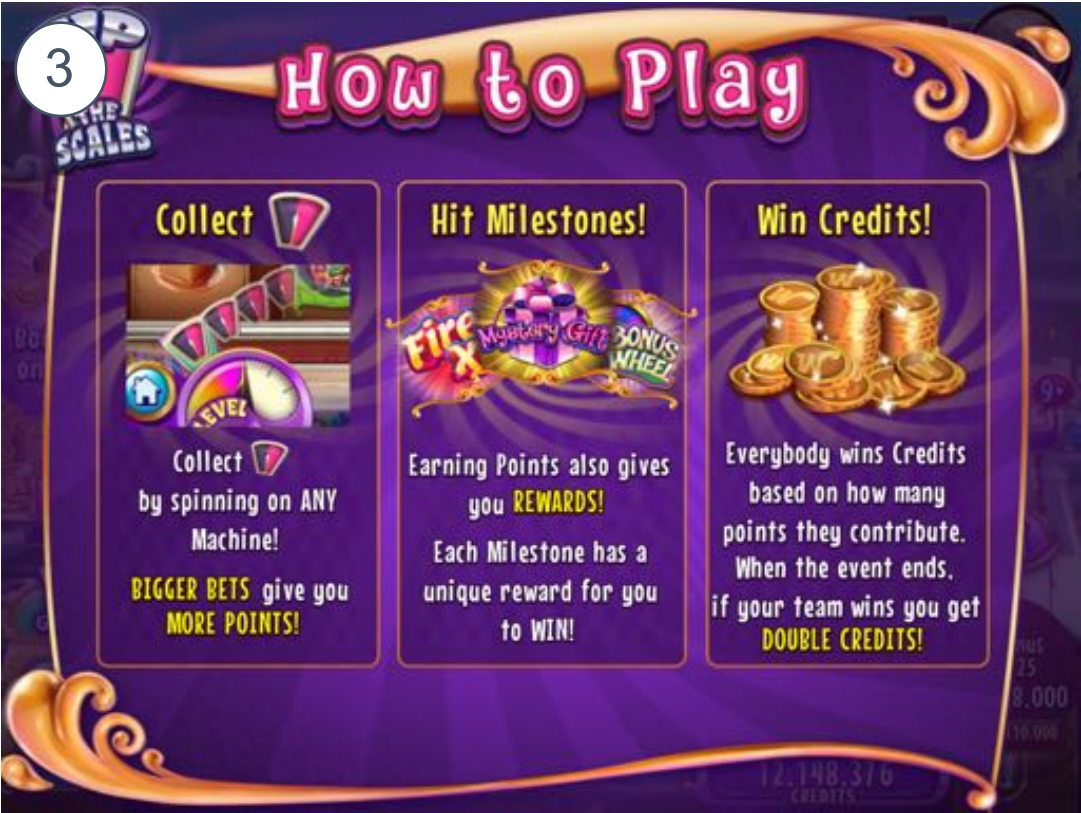 3
THE
SCALES
How to Play
Collect
LEVEL
Collect
by spinning on ANY
Machine!
BIGGER BETS give you
MORE POINTS!
Hit Milestones!
Fire
X
Mystery Gift
BONUS
WHEEL
Earning Points also gives
you REWARDS!
Each Milestone has a
unique reward for you
to WIN!
Win Credits!
Everybody wins Credits
based on how many
points they contribute.
When the event ends,
if your team wins you get
DOUBLE CREDITS!
12,148,376
CREDITS